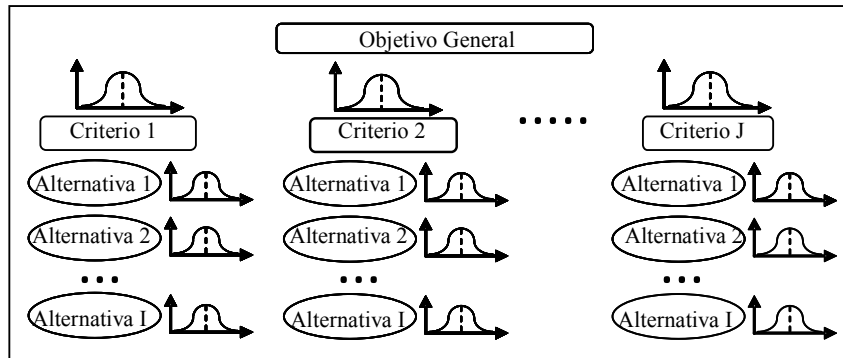 Objetivo General
Criterio 1
Criterio 2
Criterio J
Alternativa 1
Alternativa 1
Alternativa 1
Alternativa 2
Alternativa 2
Alternativa 2
Alternativa I
Alternativa I
Alternativa I